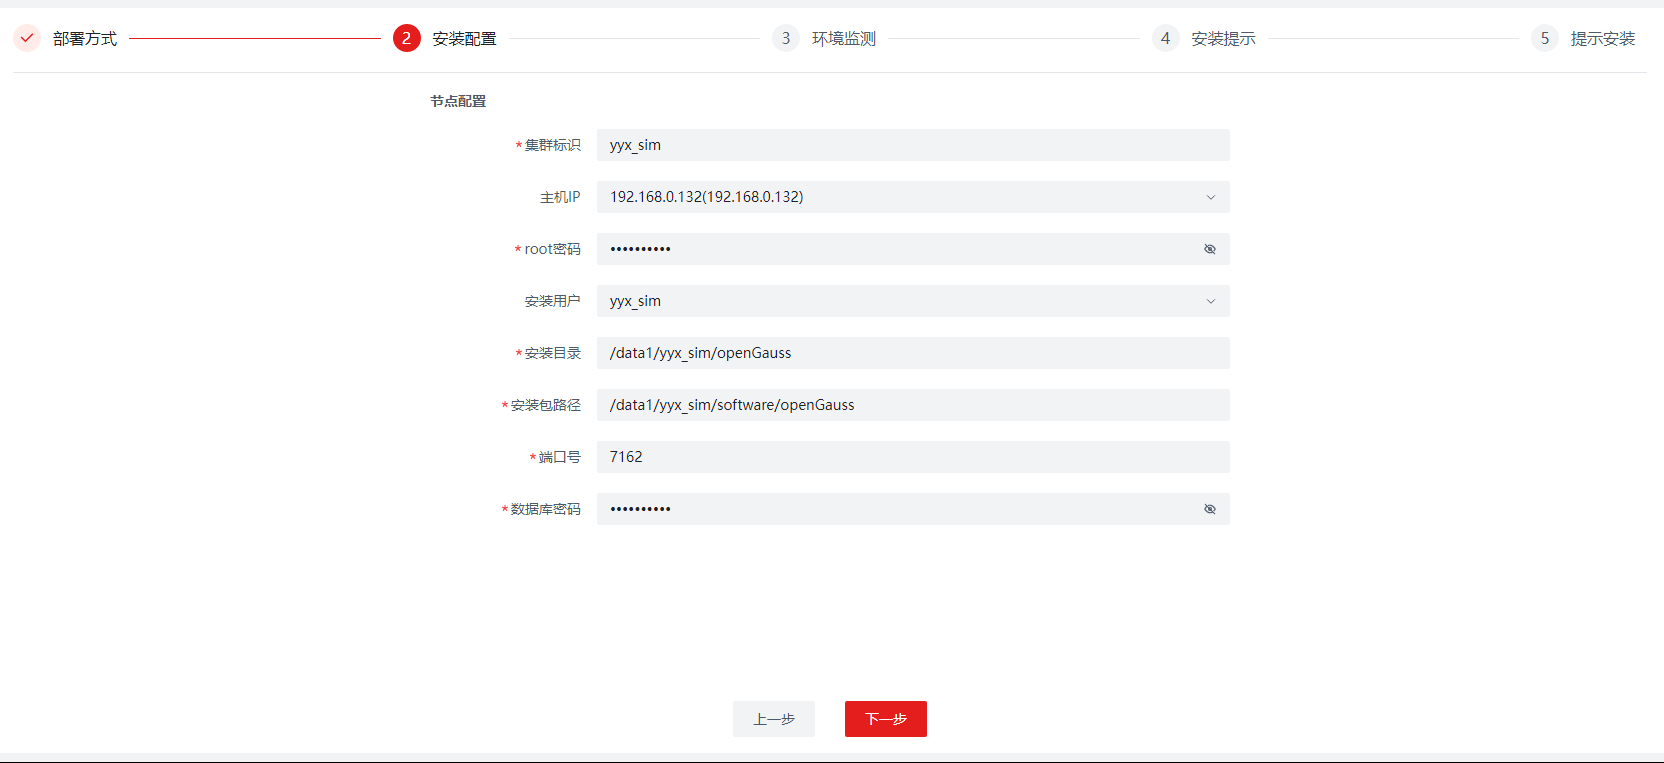 部署方式 2 安装配置 3 环境监测 4 安装提示 5 提示安装
节点配置
*集群标识 yyx_sim
主机IP 192.168.0.132(192.168.0.132)
*root密码 ••••••••••
安装用户 yyx_sim
*安装目录 /data1/yyx_sim/openGauss
*安装包路径 /data1/yyx_sim/software/openGauss
*端口号 7162
*数据库密码 ••••••••••
上一步 下一步